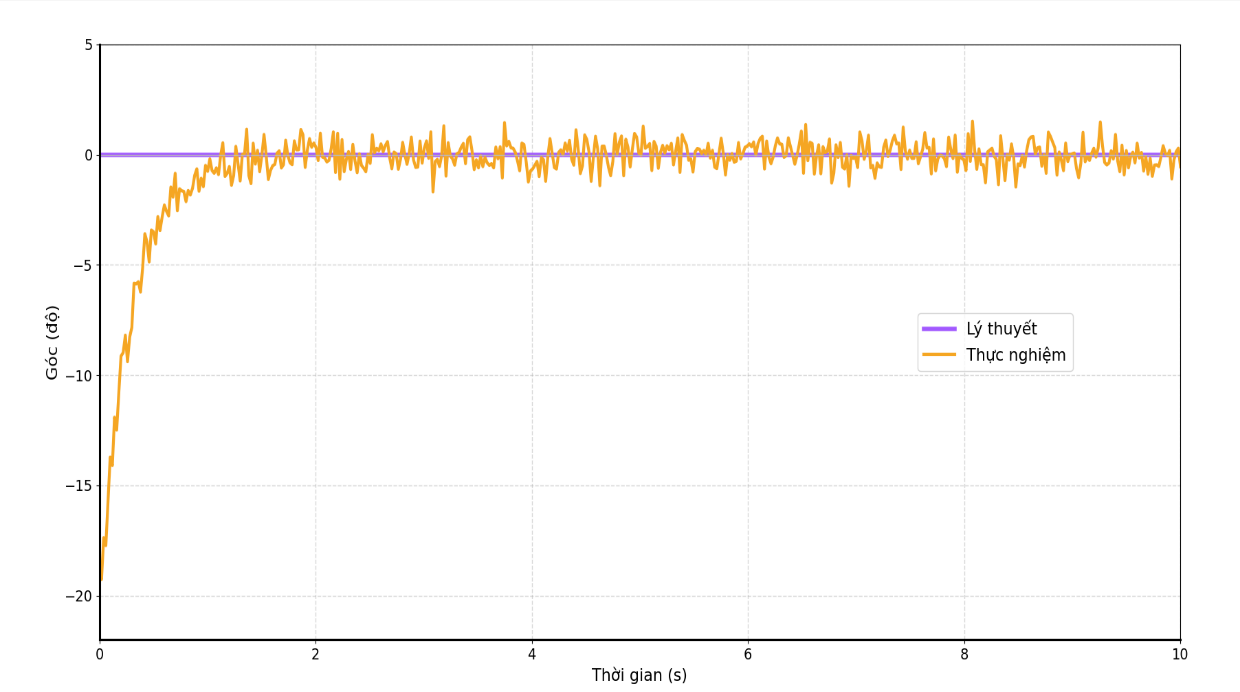 5
0
−5
−10
−15
−20
Góc (độ)
Lý thuyết
Thực nghiệm
0 2 4 6 8 10
Thời gian (s)